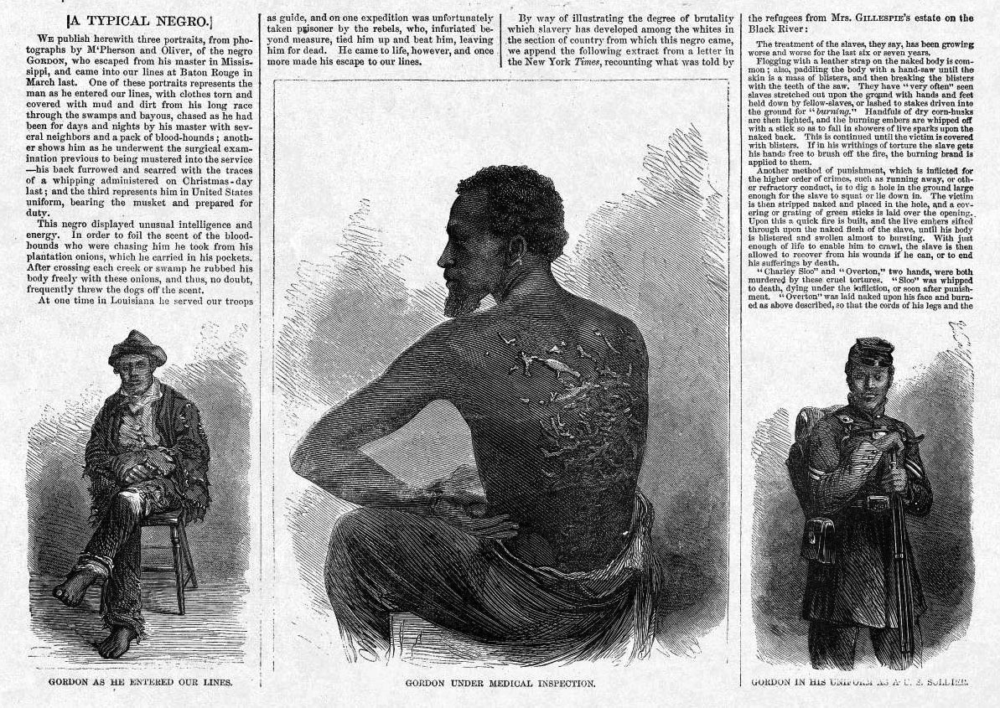 A TYPICAL NEGRO.
WE publish herewith three portraits, from pho-
tographs by M‘Pherson and Oliver, of the negro
GORDON, who escaped from his master in Missis-
sippi, and came into our lines at Baton Rouge in
March last. One of these portraits represents the
man as he entered our lines, with clothes torn and
covered with mud and dirt from his long race
through the swamps and bayous, chased as he had
been for days and nights by his master with sev-
eral neighbors and a pack of blood-hounds; anoth-
er shows him as he underwent the surgical exam-
ination previous to being mustered into the service
—his back furrowed and scarred with the traces
of a whipping administered on Christmas-day
last; and the third represents him in United States
uniform, bearing the musket and prepared for
duty.
This negro displayed unusual intelligence and
energy. In order to foil the scent of the blood-
hounds who were chasing him he took from his
plantation onions, which he carried in his pockets.
After crossing each creek or swamp he rubbed his
body freely with these onions, and thus, no doubt,
frequently threw the dogs off the scent.
At one time in Louisiana he served our troops
as guide, and on one expedition was unfortunately
taken prisoner by the rebels, who, infuriated be-
yond measure, tied him up and beat him, leaving
him for dead. He came to life, however, and once
more made his escape to our lines.
By way of illustrating the degree of brutality
which slavery has developed among the whites in
the section of country from which this negro came,
we append the following extract from a letter in
the New York Times, recounting what was told by
the refugees from Mrs. GILLESPIE's estate on the
Black River:
The treatment of the slaves, they say, has been growing
worse and worse for the last six or seven years.
Flogging with a leather strap on the naked body is com-
mon; also, paddling the body with a hand-saw until the
skin is a mass of blisters, and then breaking the blisters
with the teeth of the saw. They have "very often" seen
slaves stretched out upon the ground with hands and feet
held down by fellow-slaves, or lashed to stakes driven into
the ground for "burning." Handfuls of dry corn-husks
are then lighted, and the burning embers are whipped off
with a stick so as to fall in showers of live sparks upon the
naked back. This is continued until the victim is covered
with blisters. If in his writhings of torture the slave gets
his hands free to brush off the fire, the burning brand is
applied to them.
Another method of punishment, which is inflicted for
the higher order of crimes, such as running away, or oth-
er refractory conduct, is to dig a hole in the ground large
enough for the slave to squat or lie down in. The victim
is then stripped naked and placed in the hole, and a cov-
ering or grating of green sticks is laid over the opening.
Upon this a quick fire is built, and the live embers sifted
through upon the naked flesh of the slave, until his body
is blistered and swollen almost to bursting. With just
enough of life to enable him to crawl, the slave is then
allowed to recover from his wounds if he can, or to end
his sufferings by death.
"Charley Sloo" and "Overton," two hands, were both
murdered by these cruel tortures. "Sloo" was whipped
to death, dying under the infliction, or soon after punish-
ment. "Overton" was laid naked upon his face and burn-
ed as above described, so that the cords of his legs and the
GORDON AS HE ENTERED OUR LINES.
GORDON UNDER MEDICAL INSPECTION.
GORDON IN HIS UNIFORM AS A U. S. SOLDIER.